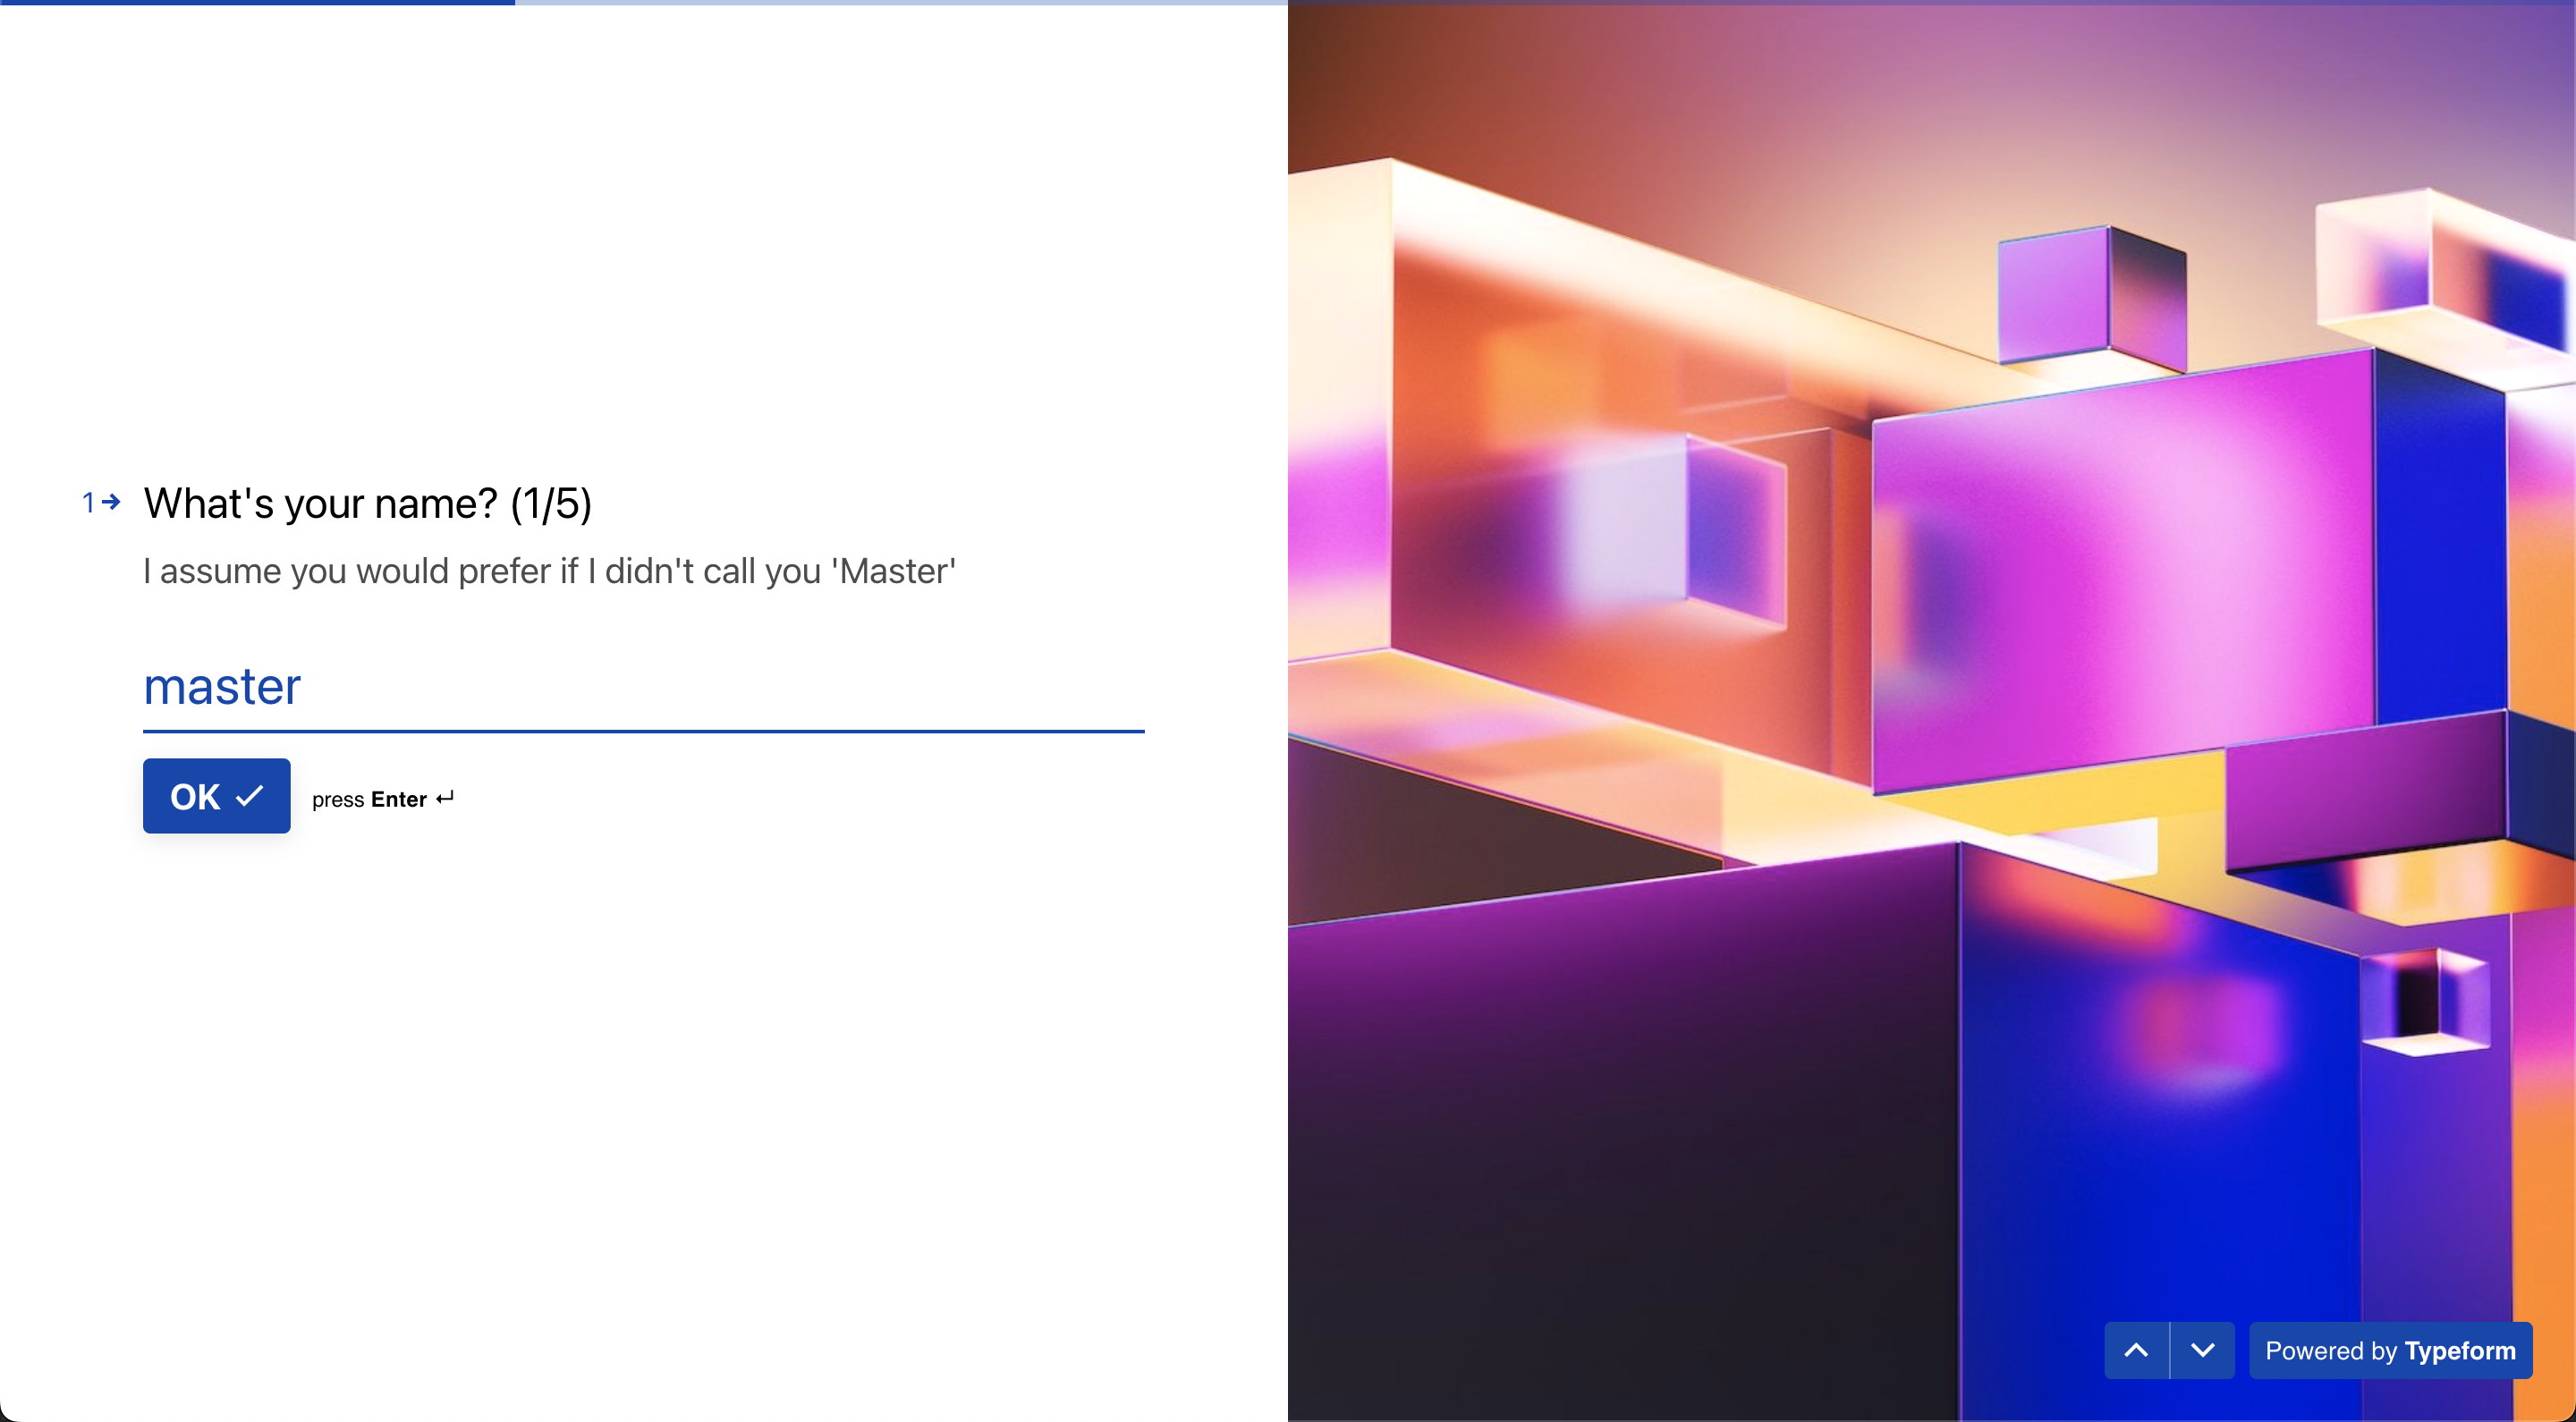 1→ What's your name? (1/5)
I assume you would prefer if I didn't call you 'Master'
master
OK ✓ press Enter ↵
Powered by Typeform